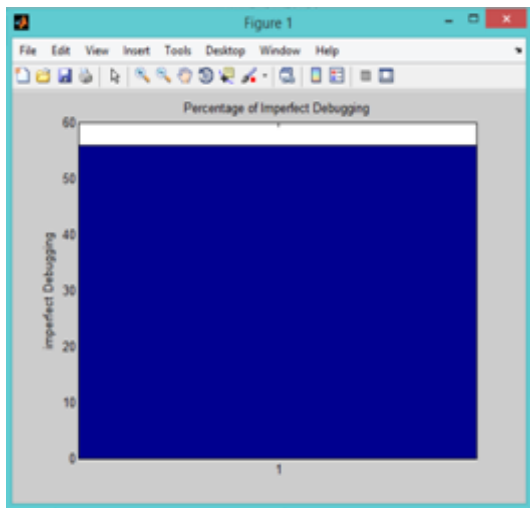 Figure 1
File Edit View Insert Tools Desktop Window Help
Percentage of Imperfect Debugging
60
50
40
30
20
10
0
imperfect Debugging
1